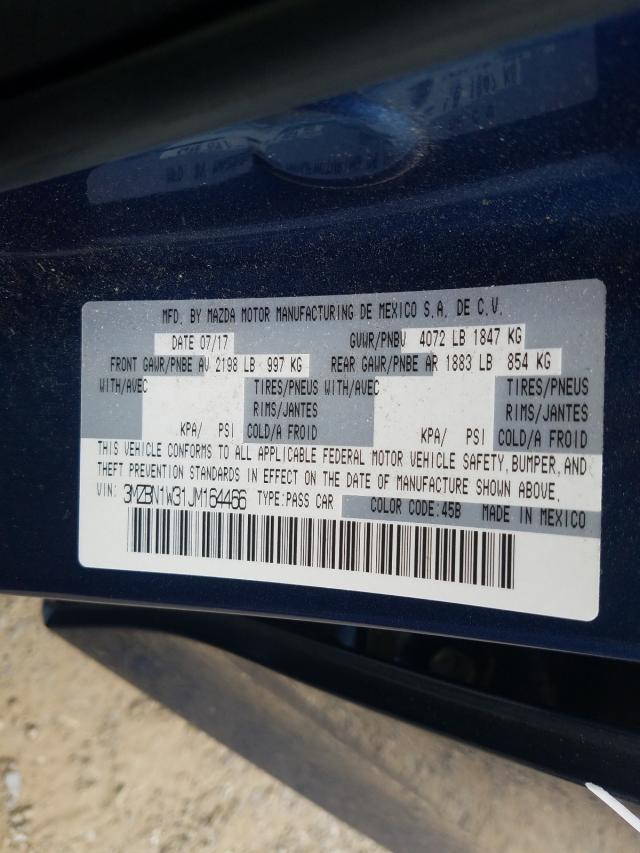 MFD. BY MAZDA MOTOR MANUFACTURING DE MEXICO S.A. DE C.V.
DATE 07/17 GVWR/PNBV 4072 LB 1847 KG
FRONT GAWR/PNBE AV 2198 LB 997 KG REAR GAWR/PNBE AR 1883 LB 854 KG
WITH/AVEC TIRES/PNEUS WITH/AVEC TIRES/PNEUS
RIMS/JANTES RIMS/JANTES
KPA/ PSI COLD/A FROID KPA/ PSI COLD/A FROID
THIS VEHICLE CONFORMS TO ALL APPLICABLE FEDERAL MOTOR VEHICLE SAFETY, BUMPER, AND
THEFT PREVENTION STANDARDS IN EFFECT ON THE DATE OF MANUFACTURE SHOWN ABOVE.
VIN: 3MZBN1W31JM164466 TYPE:PASS CAR COLOR CODE:45B MADE IN MEXICO